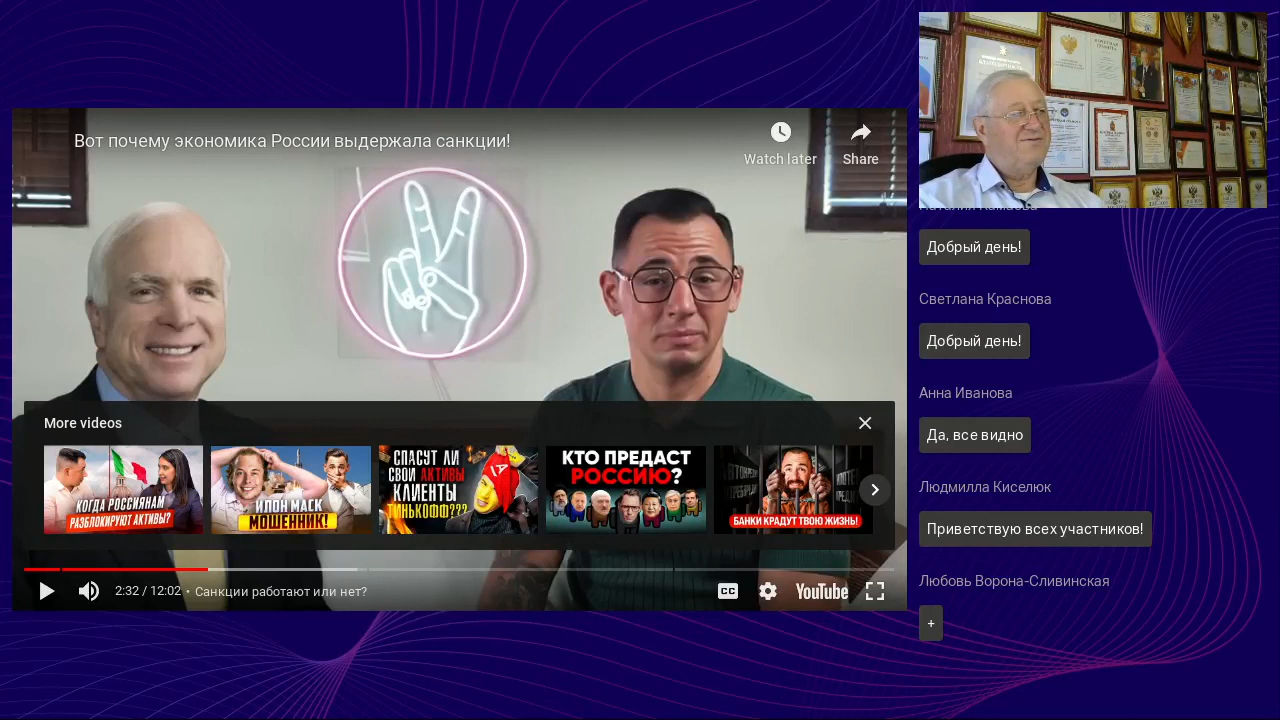 Вот почему экономика России выдержала санкции!
Watch later
Share
More videos
КОГДА РОССИЯНАМ
РАЗБЛОКИРУЮТ АКТИВЫ?
ИЛОН МАСК
МОШЕННИК!
СПАСУТ ЛИ
СВОИ АКТИВЫ
КЛИЕНТЫ
ТИНЬКОФФ???
КТО ПРЕДАСТ
РОССИЮ?
БАНКИ КРАДУТ ТВОЮ ЖИЗНЬ!
2:32 / 12:02 • Санкции работают или нет?
CC
YouTube
Наталия Камаева
Добрый день!
Светлана Краснова
Добрый день!
Анна Иванова
Да, все видно
Людмилла Киселюк
Приветствую всех участников!
Любовь Ворона-Сливинская
+